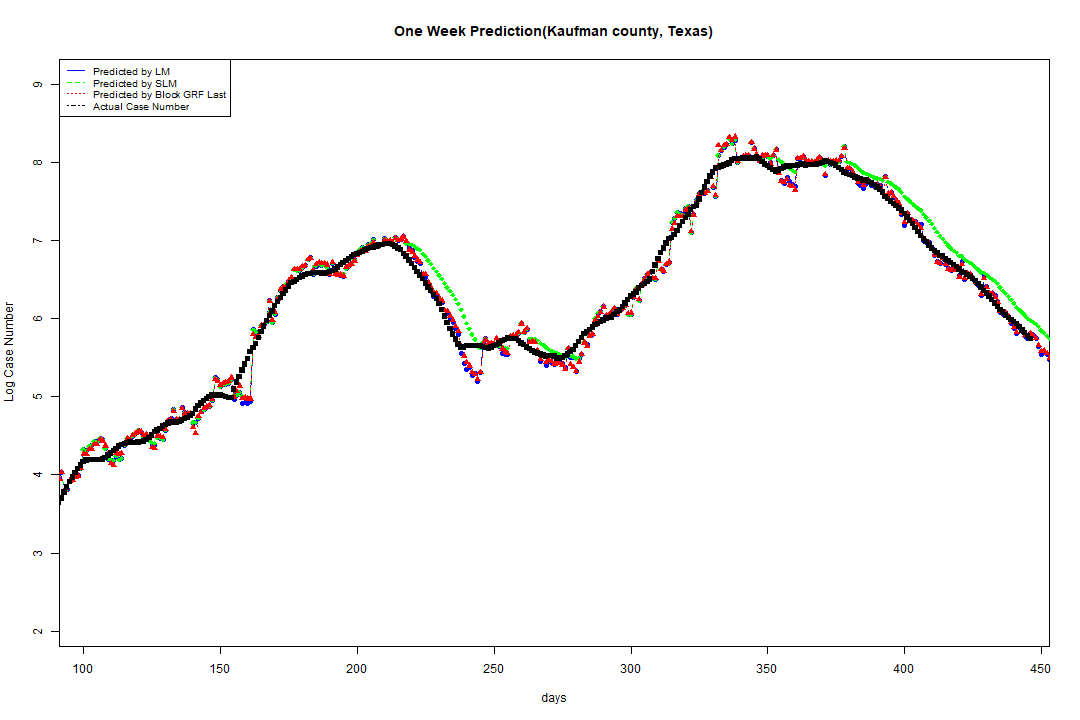 One Week Prediction(Kaufman county, Texas)
Predicted by LM
Predicted by SLM
Predicted by Block GRF Last
Actual Case Number
9
8
7
6
5
4
3
2
Log Case Number
100 150 200 250 300 350 400 450
days